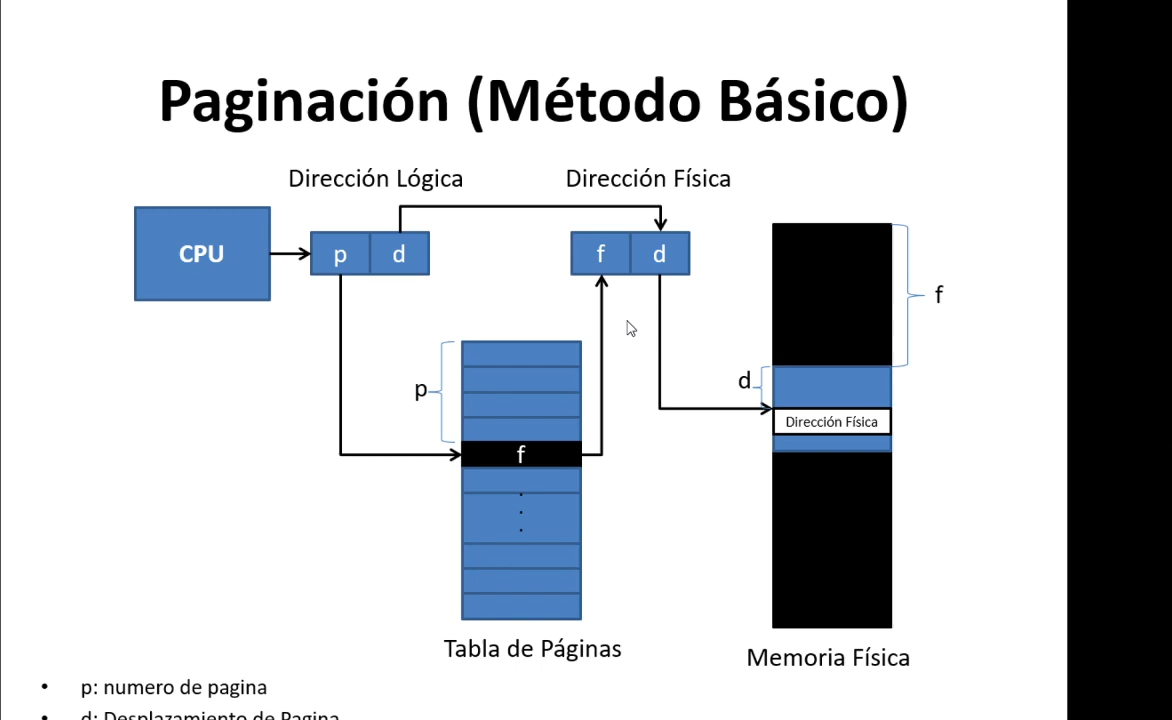 Paginación (Método Básico)
Dirección Lógica
Dirección Física
CPU
p
d
f
d
f
p
d
f
Dirección Física
.
.
.
Tabla de Páginas
Memoria Física
• p: numero de pagina
• d: Desplazamiento de Pagina